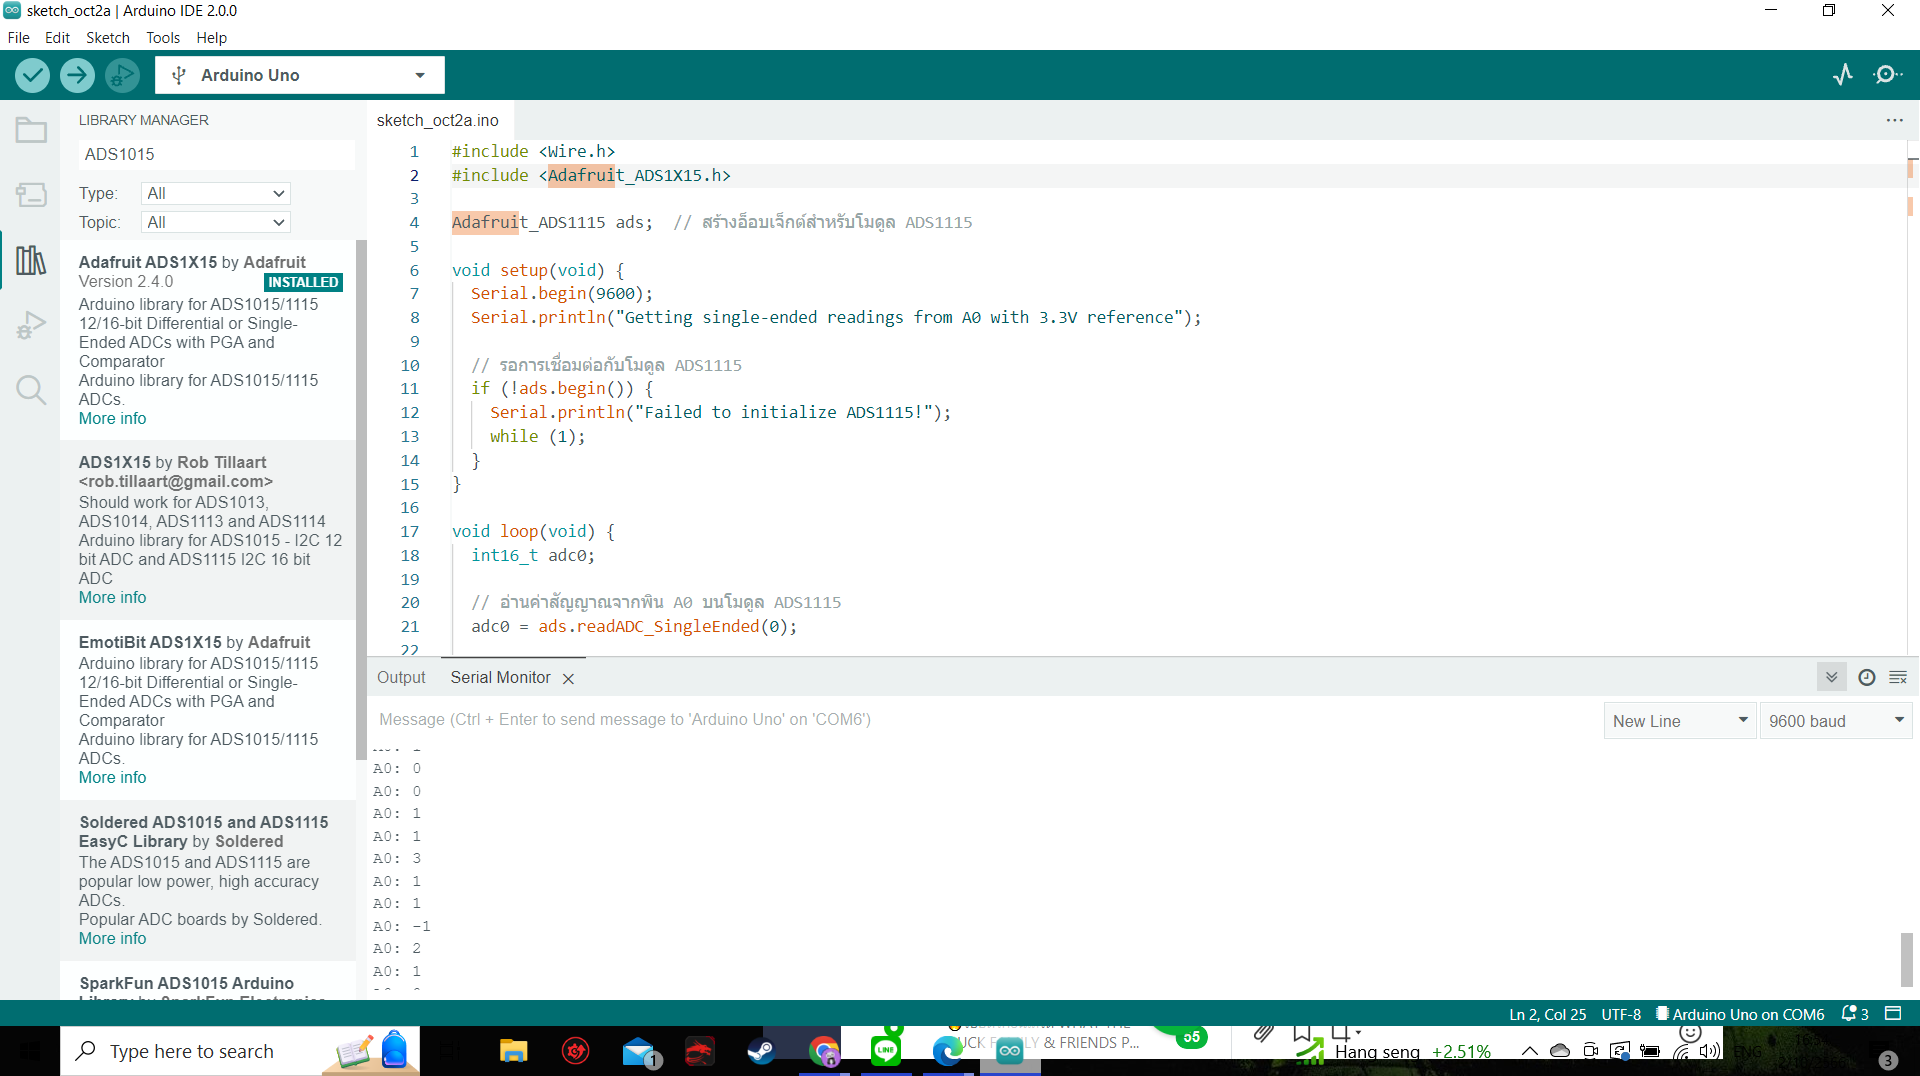 sketch_oct2a | Arduino IDE 2.0.0
File Edit Sketch Tools Help
Arduino Uno
LIBRARY MANAGER
ADS1015
Type: All
Topic: All
Adafruit ADS1X15 by Adafruit
Version 2.4.0 INSTALLED
Arduino library for ADS1015/1115
12/16-bit Differential or Single-
Ended ADCs with PGA and
Comparator
Arduino library for ADS1015/1115
ADCs.
More info
ADS1X15 by Rob Tillaart
<rob.tillaart@gmail.com>
Should work for ADS1013,
ADS1014, ADS1113 and ADS1114
Arduino library for ADS1015 - I2C 12
bit ADC and ADS1115 I2C 16 bit
ADC
More info
EmotiBit ADS1X15 by Adafruit
Arduino library for ADS1015/1115
12/16-bit Differential or Single-
Ended ADCs with PGA and
Comparator
Arduino library for ADS1015/1115
ADCs.
More info
Soldered ADS1015 and ADS1115
EasyC Library by Soldered
The ADS1015 and ADS1115 are
popular low power, high accuracy
ADCs.
Popular ADC boards by Soldered.
More info
SparkFun ADS1015 Arduino
Library by SparkFun Electronics
sketch_oct2a.ino
1 #include <Wire.h>
2 #include <Adafruit_ADS1X15.h>
3
4 Adafruit_ADS1115 ads; // สร้างอ็อบเจ็กต์สำหรับโมดูล ADS1115
5
6 void setup(void) {
7 Serial.begin(9600);
8 Serial.println("Getting single-ended readings from A0 with 3.3V reference");
9
10 // รอการเชื่อมต่อกับโมดูล ADS1115
11 if (!ads.begin()) {
12 Serial.println("Failed to initialize ADS1115!");
13 while (1);
14 }
15 }
16
17 void loop(void) {
18 int16_t adc0;
19
20 // อ่านค่าสัญญาณจากพิน A0 บนโมดูล ADS1115
21 adc0 = ads.readADC_SingleEnded(0);
22
Output Serial Monitor
Message (Ctrl + Enter to send message to 'Arduino Uno' on 'COM6')
New Line 9600 baud
A0: 0
A0: 0
A0: 1
A0: 1
A0: 3
A0: 1
A0: 1
A0: -1
A0: 2
A0: 1
Ln 2, Col 25 UTF-8 Arduino Uno on COM6 3
Type here to search
1
LINE
UCK F LY & FRIENDS P...
35
Hang seng +2.51%
ENG
3